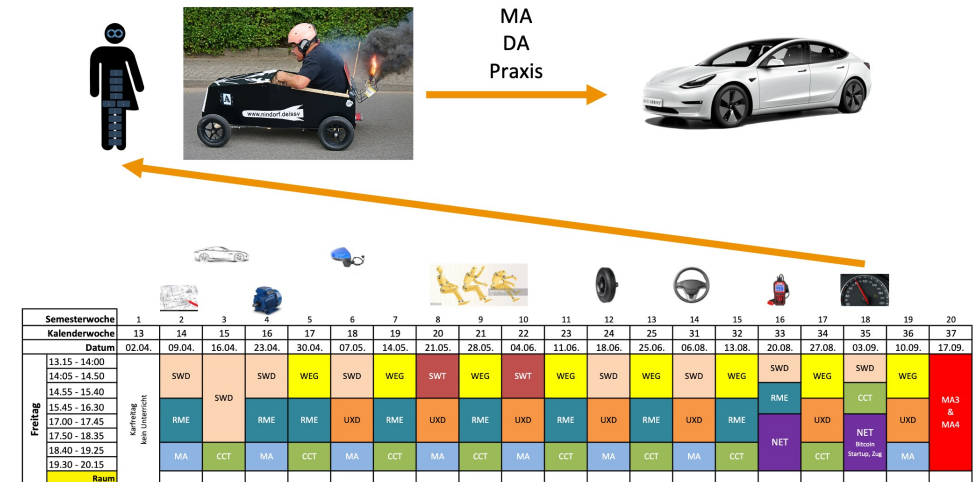 MA
DA
Praxis
www.nindorf.de/ssv
Semesterwoche 1 2 3 4 5 6 7 8 9 10 11 12 13 14 15 16 17 18 19 20
Kalenderwoche 13 14 15 16 17 18 19 20 21 22 23 24 25 31 32 33 34 35 36 37
Datum 02.04. 09.04. 16.04. 23.04. 30.04. 07.05. 14.05. 21.05. 28.05. 04.06. 11.06. 18.06. 25.06. 06.08. 13.08. 20.08. 27.08. 03.09. 10.09. 17.09.
Freitag
Karfreitag
kein Unterricht
13.15 - 14:00 SWD SWD
14:05 - 14.50 SWD SWD WEG SWD WEG SWT WEG SWT WEG SWD WEG SWD WEG WEG WEG
14.55 - 15.40 SWD RME CCT MA3
15.45 - 16.30 &
17.00 - 17.45 RME RME RME UXD RME UXD RME UXD RME UXD RME UXD RME UXD UXD MA4
17.50 - 18.35 NET NET
Bitcoin
18.40 - 19.25 MA CCT MA CCT MA CCT MA CCT MA CCT MA CCT MA CCT CCT Startup, Zug MA
19.30 - 20.15
Raum